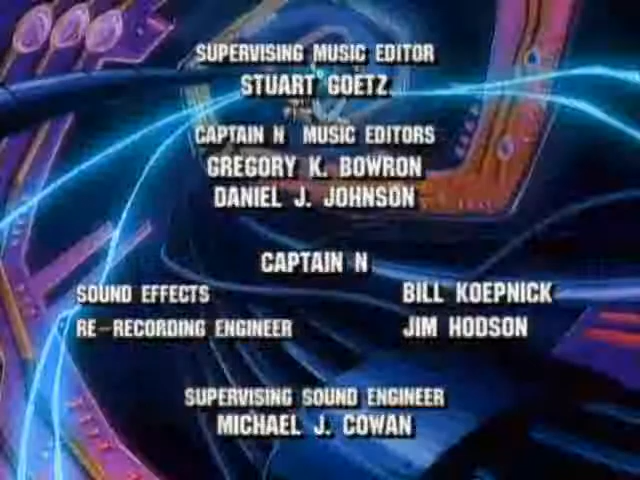 SUPERVISING MUSIC EDITOR
STUART GOETZ
CAPTAIN N MUSIC EDITORS
GREGORY K. BOWRON
DANIEL J. JOHNSON
CAPTAIN N
SOUND EFFECTS BILL KOEPNICK
RE-RECORDING ENGINEER JIM HODSON
SUPERVISING SOUND ENGINEER
MICHAEL J. COWAN